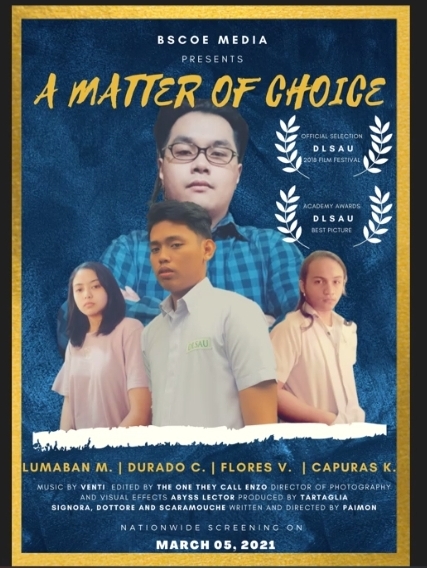 BSCOE MEDIA
PRESENTS
A MATTER OF CHOICE
OFFICIAL SELECTION
DLSAU
2018 FILM FESTIVAL
ACADEMY AWARDS
DLSAU
BEST PICTURE
LUMABAN M. | DURADO C. | FLORES V. | CAPURAS K.
MUSIC BY VENTI EDITED BY THE ONE THEY CALL ENZO DIRECTOR OF PHOTOGRAPHY
AND VISUAL EFFECTS ABYSS LECTOR PRODUCED BY TARTAGLIA
SIGNORA, DOTTORE AND SCARAMOUCHE WRITTEN AND DIRECTED BY PAIMON
NATIONWIDE SCREENING ON
MARCH 05, 2021